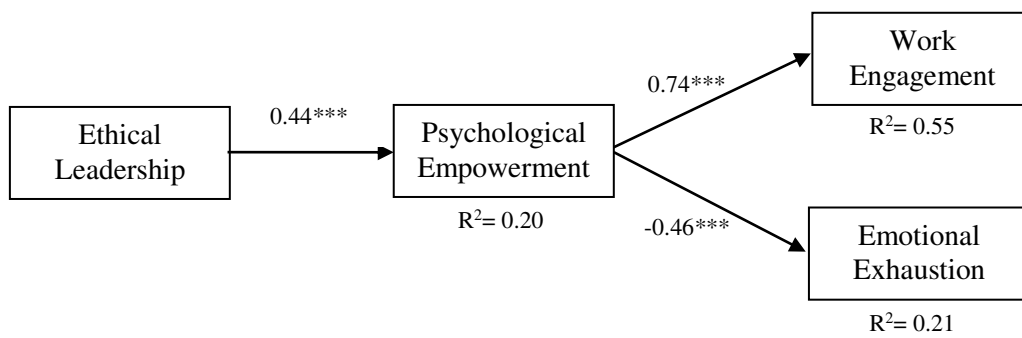 Ethical
Leadership
0.44***
Psychological
Empowerment
R²= 0.20
0.74***
Work
Engagement
R²= 0.55
-0.46***
Emotional
Exhaustion
R²= 0.21